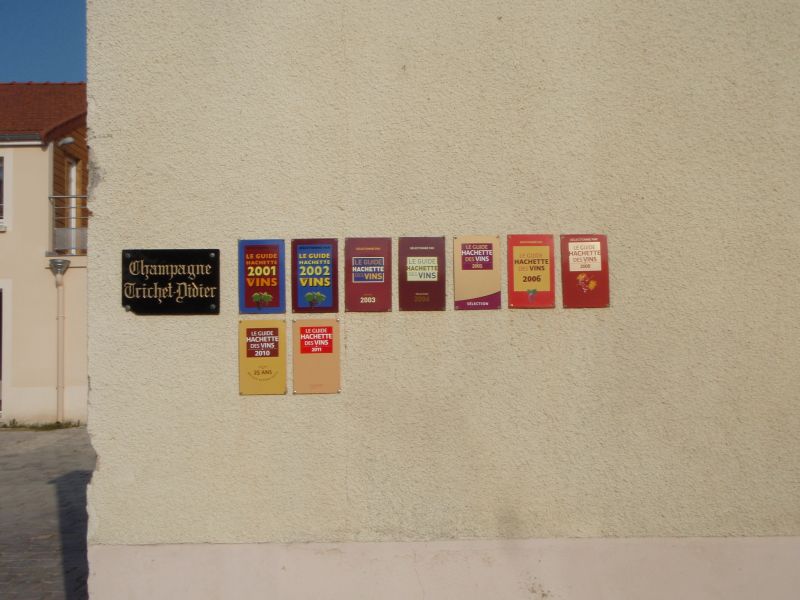 Champagne
Trichet-Didier
LE GUIDE
HACHETTE
2001
VINS
LE GUIDE
HACHETTE
2002
VINS
LE GUIDE
HACHETTE
DES VINS
2003
LE GUIDE
HACHETTE
DES VINS
2004
LE GUIDE
HACHETTE
DES VINS
2005
SÉLECTION
LE GUIDE
HACHETTE
DES VINS
2006
LE GUIDE
HACHETTE
DES VINS
LE GUIDE
HACHETTE
DES VINS
2010
25 ANS
LE GUIDE
HACHETTE
DES VINS
2011